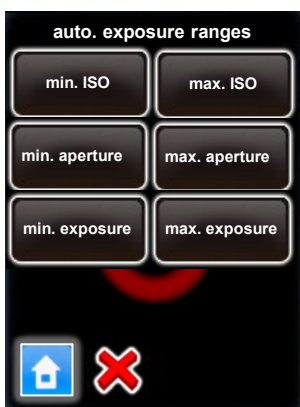 auto. exposure ranges
min. ISO
max. ISO
min. aperture
max. aperture
min. exposure
max. exposure